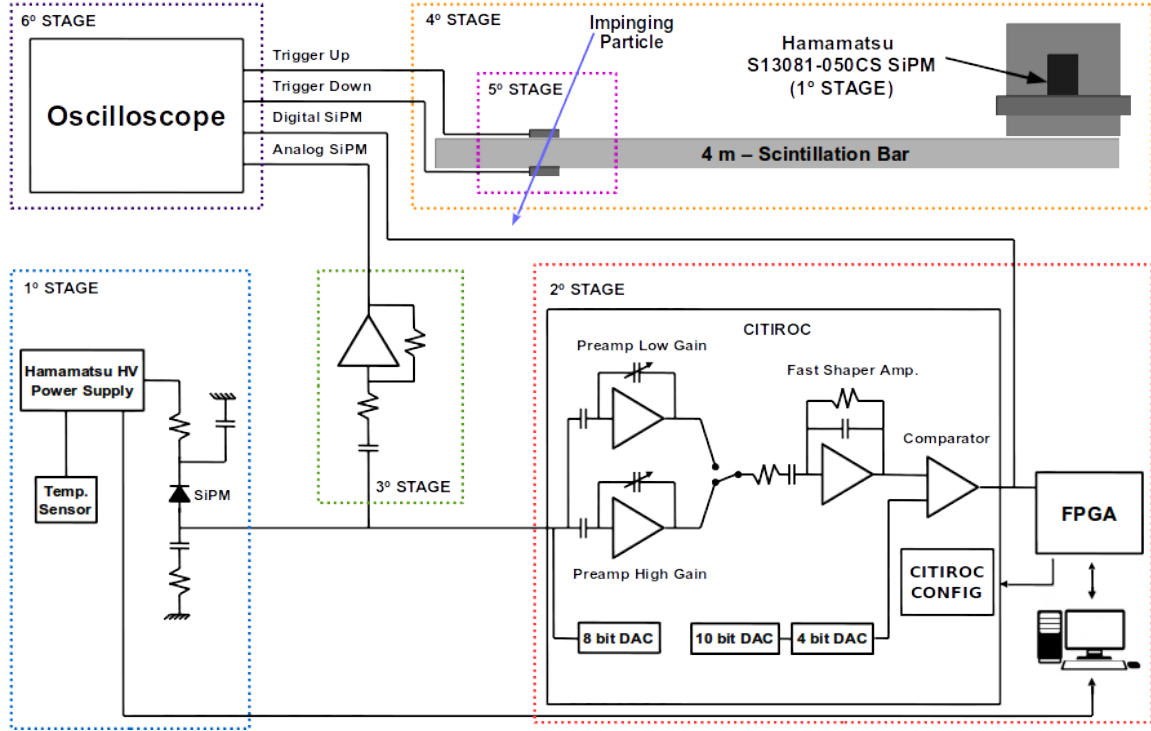 6º STAGE
Oscilloscope
Trigger Up
Trigger Down
Digital SiPM
Analog SiPM
4º STAGE
Impinging
Particle
5º STAGE
Hamamatsu
S13081-050CS SiPM
(1º STAGE)
4 m – Scintillation Bar
1º STAGE
Hamamatsu HV
Power Supply
Temp.
Sensor
SiPM
3º STAGE
2º STAGE
CITIROC
Preamp Low Gain
Fast Shaper Amp.
Comparator
Preamp High Gain
FPGA
CITIROC
CONFIG
8 bit DAC
10 bit DAC
4 bit DAC